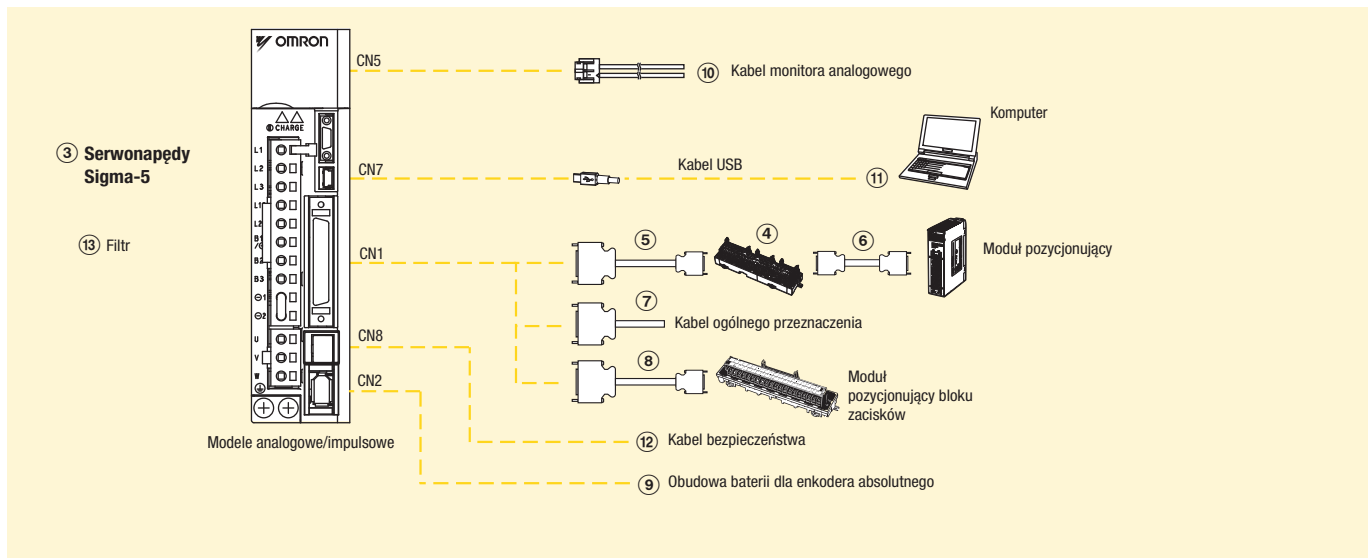 OMRON
CN5
⑩ Kabel monitora analogowego
Komputer
CHARGE
③ Serwonapędy
Sigma-5
L1
L2
L3
L1
L2
B1
/⊕
B2
B3
⊖1
⊖2
U
V
W
CN7
Kabel USB
⑪
⑬ Filtr
CN1
⑤
④
⑥
Moduł pozycjonujący
⑦
Kabel ogólnego przeznaczenia
CN8
⑧
Moduł
pozycjonujący bloku
zacisków
CN2
Modele analogowe/impulsowe
⑫ Kabel bezpieczeństwa
⑨ Obudowa baterii dla enkodera absolutnego